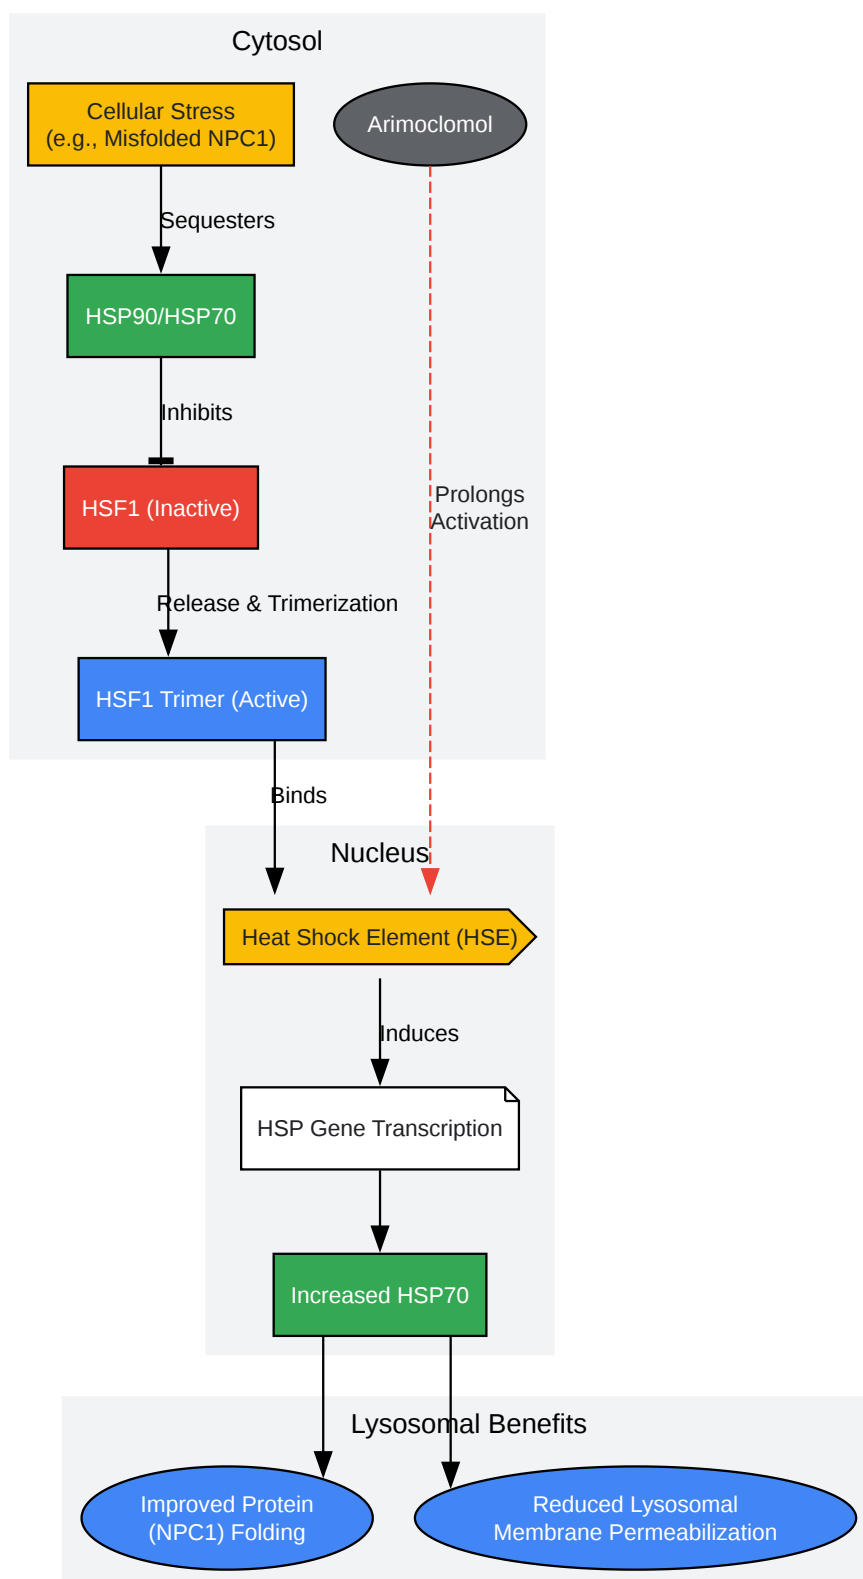 Cytosol
Cellular Stress
(e.g., Misfolded NPC1)
Arimoclomol
Sequesters
HSP90/HSP70
Inhibits
Prolongs
Activation
HSF1 (Inactive)
Release & Trimerization
HSF1 Trimer (Active)
Binds
Nucleus
Heat Shock Element (HSE)
Induces
HSP Gene Transcription
Increased HSP70
Lysosomal Benefits
Improved Protein
(NPC1) Folding
Reduced Lysosomal
Membrane Permeabilization